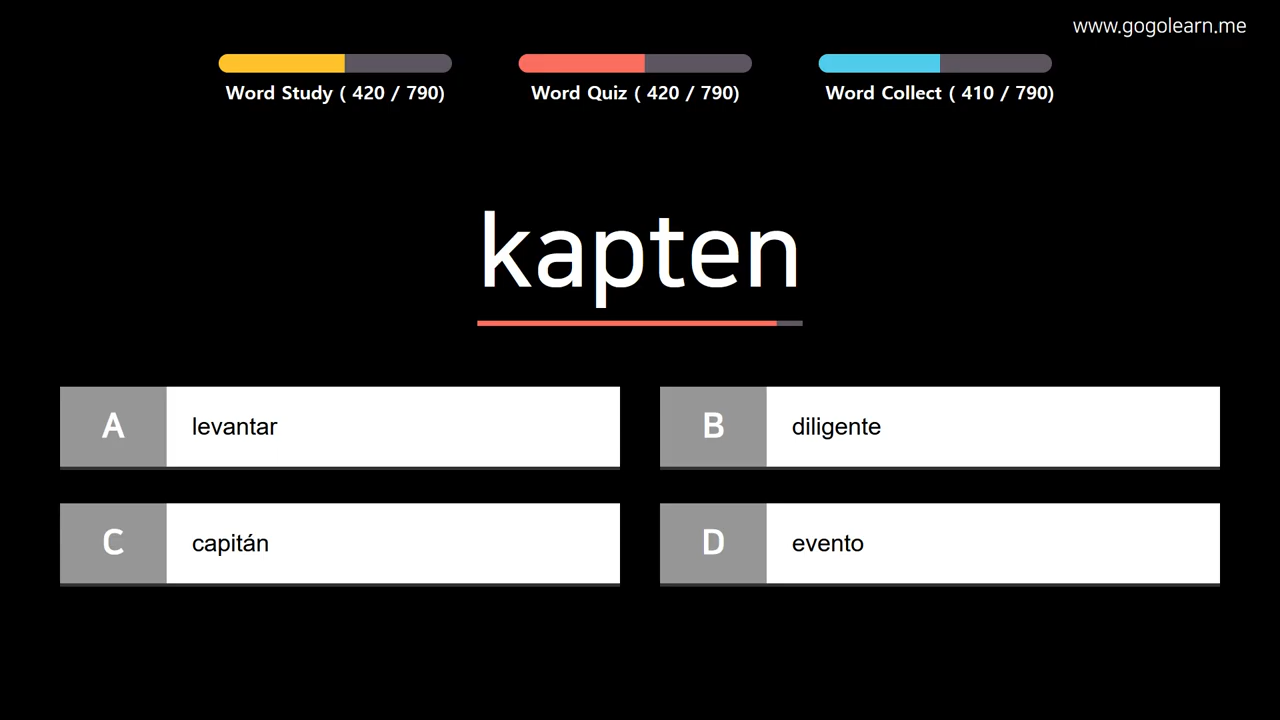 www.gogolearn.me
Word Study ( 420 / 790)
Word Quiz ( 420 / 790)
Word Collect ( 410 / 790)
kapten
A levantar
B diligente
C capitán
D evento